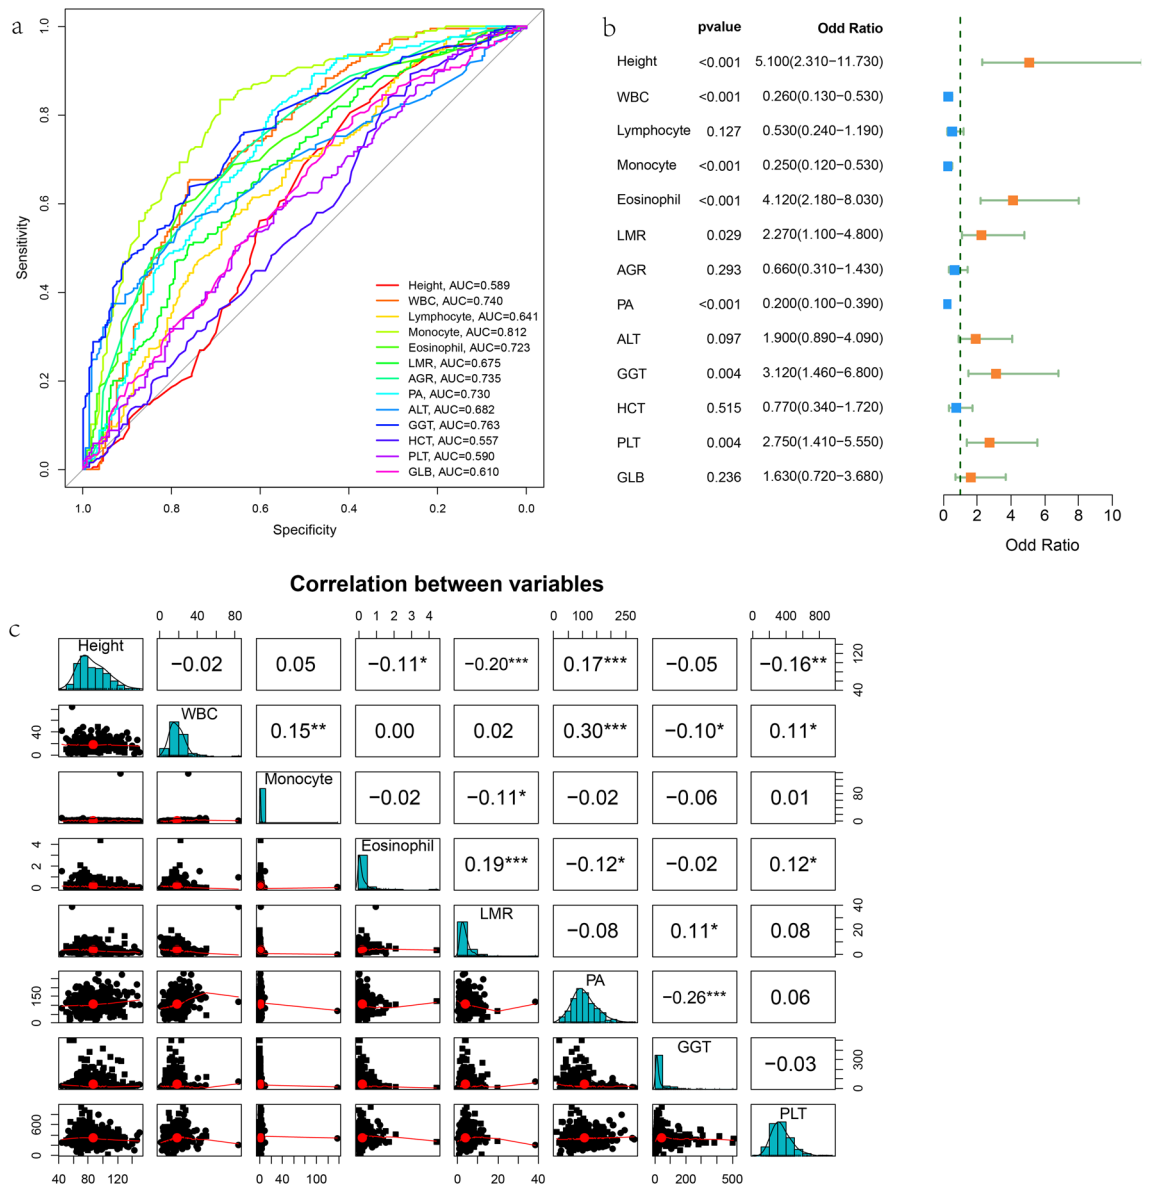 a
1.0
0.8
0.6
0.4
0.2
0.0
Sensitivity
1.0 0.8 0.6 0.4 0.2 0.0
Specificity
Height, AUC=0.589
WBC, AUC=0.740
Lymphocyte, AUC=0.641
Monocyte, AUC=0.812
Eosinophil, AUC=0.723
LMR, AUC=0.675
AGR, AUC=0.735
PA, AUC=0.730
ALT, AUC=0.682
GGT, AUC=0.763
HCT, AUC=0.557
PLT, AUC=0.590
GLB, AUC=0.610
b
pvalue Odd Ratio
Height <0.001 5.100(2.310−11.730)
WBC <0.001 0.260(0.130−0.530)
Lymphocyte 0.127 0.530(0.240−1.190)
Monocyte <0.001 0.250(0.120−0.530)
Eosinophil <0.001 4.120(2.180−8.030)
LMR 0.029 2.270(1.100−4.800)
AGR 0.293 0.660(0.310−1.430)
PA <0.001 0.200(0.100−0.390)
ALT 0.097 1.900(0.890−4.090)
GGT 0.004 3.120(1.460−6.800)
HCT 0.515 0.770(0.340−1.720)
PLT 0.004 2.750(1.410−5.550)
GLB 0.236 1.630(0.720−3.680)
0 2 4 6 8 10
Odd Ratio
Correlation between variables
c
0 40 80 0 1 2 3 4 0 100 250 0 400 800
Height −0.02 0.05 −0.11* −0.20*** 0.17*** −0.05 −0.16** 40 120
0 40 WBC 0.15** 0.00 0.02 0.30*** −0.10* 0.11*
Monocyte −0.02 −0.11* −0.02 −0.06 0.01 0 80
0 2 4 Eosinophil 0.19*** −0.12* −0.02 0.12*
LMR −0.08 0.11* 0.08 0 20 40
0 150 PA −0.26*** 0.06
GGT −0.03 0 300
0 600 PLT
40 80 120 0 40 100 0 20 40 0 200 500